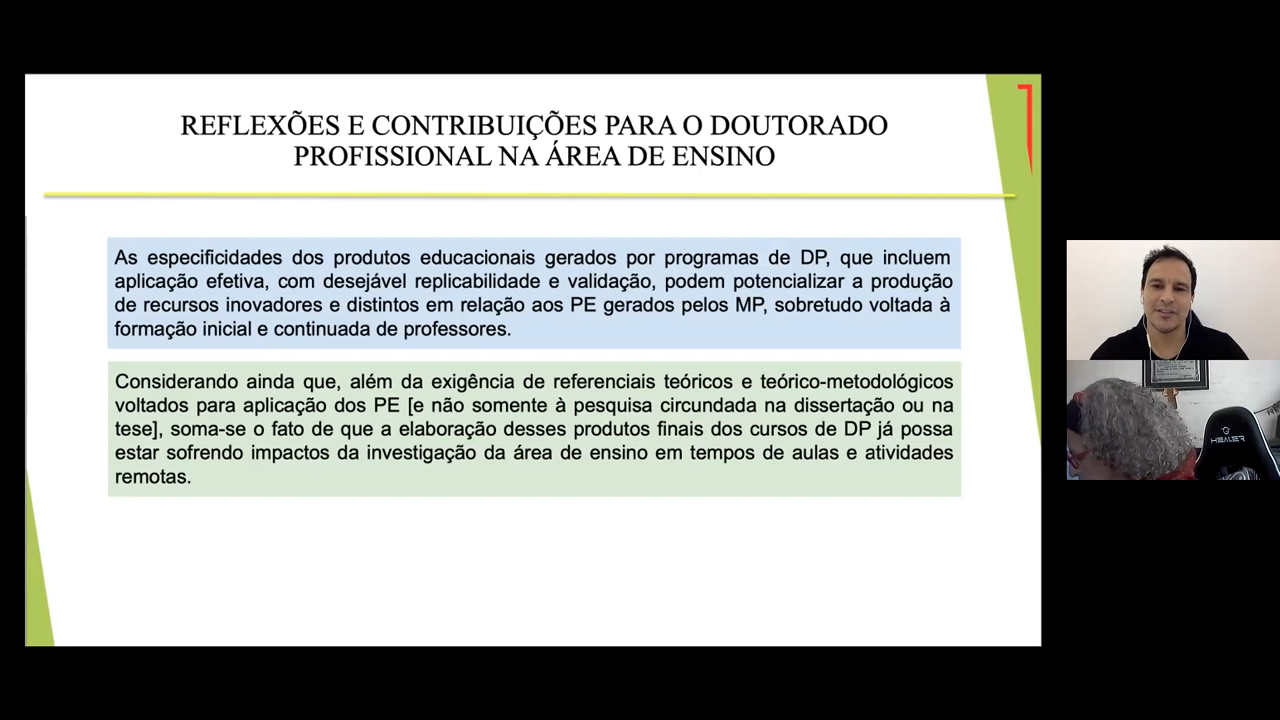 REFLEXÕES E CONTRIBUIÇÕES PARA O DOUTORADO
PROFISSIONAL NA ÁREA DE ENSINO
As especificidades dos produtos educacionais gerados por programas de DP, que incluem
aplicação efetiva, com desejável replicabilidade e validação, podem potencializar a produção
de recursos inovadores e distintos em relação aos PE gerados pelos MP, sobretudo voltada à
formação inicial e continuada de professores.
Considerando ainda que, além da exigência de referenciais teóricos e teórico-metodológicos
voltados para aplicação dos PE [e não somente à pesquisa circundada na dissertação ou na
tese], soma-se o fato de que a elaboração desses produtos finais dos cursos de DP já possa
estar sofrendo impactos da investigação da área de ensino em tempos de aulas e atividades
remotas.
HEALER